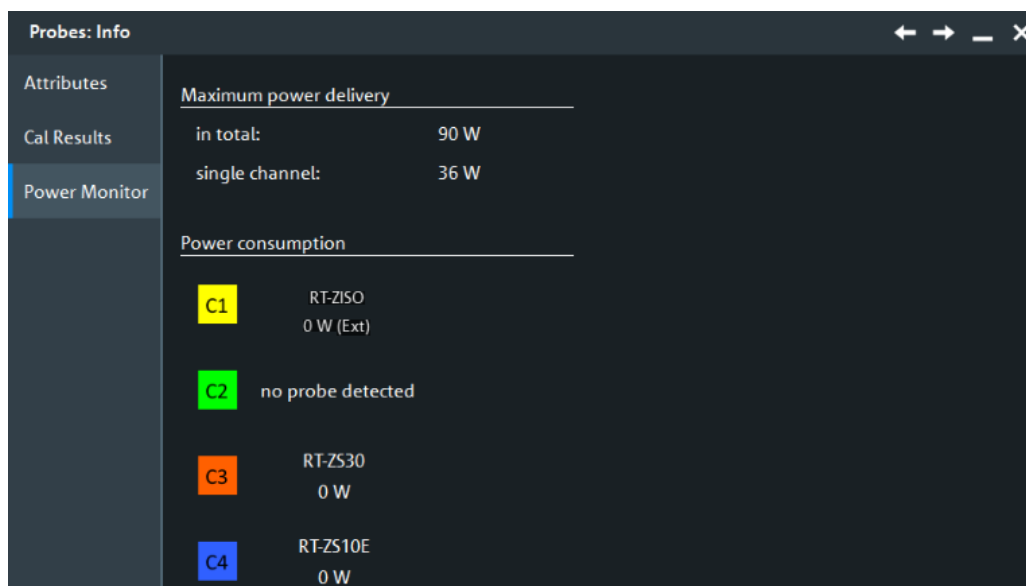 Probes: Info
Attributes
Cal Results
Power Monitor
Maximum power delivery
in total: 90 W
single channel: 36 W
Power consumption
C1 RT-ZISO
0 W (Ext)
C2 no probe detected
C3 RT-ZS30
0 W
C4 RT-ZS10E
0 W